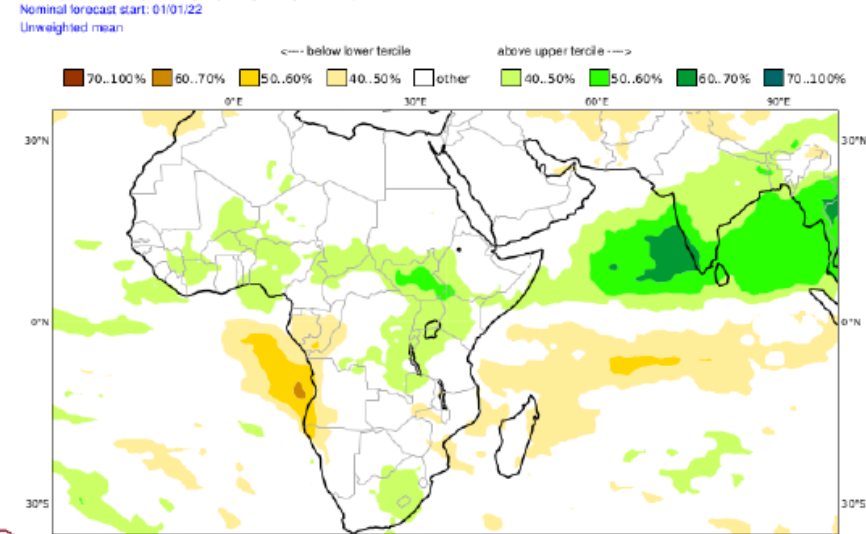 Nominal forecast start: 01/01/22
Unweighted mean
<---- below lower tercile above upper tercile ---->
70..100% 60..70% 50..60% 40..50% other 40..50% 50..60% 60..70% 70..100%
0°E 30°E 60°E 90°E
30°N 30°N
0°N 0°N
30°S 30°S